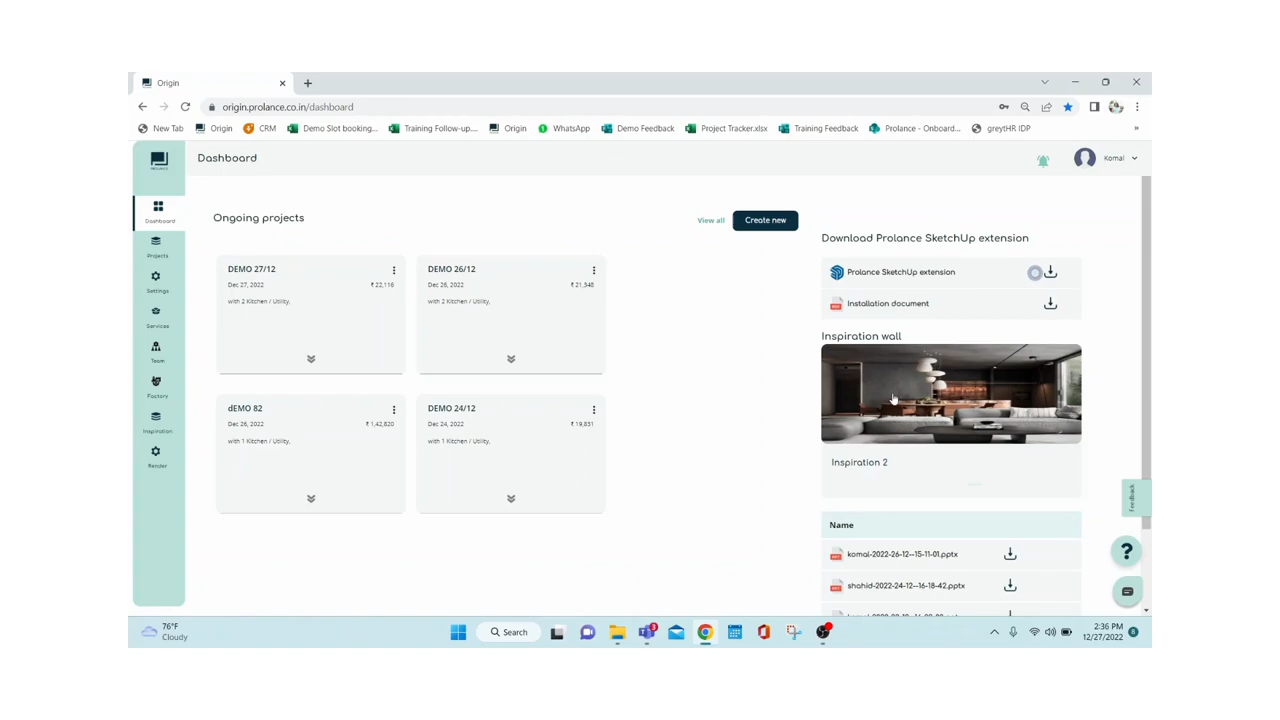 Origin
origin.prolance.co.in/dashboard
New Tab Origin CRM Demo Slot booking... Training Follow-up.... Origin WhatsApp Demo Feedback Project Tracker.xlsx Training Feedback Prolance - Onboard... greytHR IDP »
PROLANCE
Dashboard
Komal
Dashboard
Projects
Settings
Services
Team
Factory
Inspiration
Render
Ongoing projects
View all
Create new
DEMO 27/12
Dec 27, 2022 ₹ 22,116
with 2 Kitchen / Utility,
DEMO 26/12
Dec 26, 2022 ₹ 21,348
with 2 Kitchen / Utility,
dEMO 82
Dec 26, 2022 ₹ 1,42,820
with 1 Kitchen / Utility,
DEMO 24/12
Dec 24, 2022 ₹ 19,851
with 1 Kitchen / Utility,
Download Prolance SketchUp extension
Prolance SketchUp extension
Installation document
Inspiration wall
Inspiration 2
Name
komal-2022-26-12--15-11-01.pptx
shahid-2022-24-12--16-18-42.pptx
Feedback
?
76°F
Cloudy
Search
3
2:36 PM
12/27/2022
8